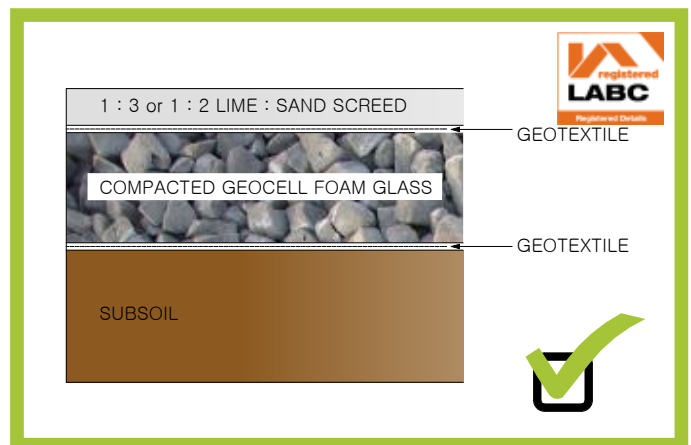 registered
LABC
Registered Details
1 : 3 or 1 : 2 LIME : SAND SCREED
GEOTEXTILE
COMPACTED GEOCELL FOAM GLASS
GEOTEXTILE
SUBSOIL